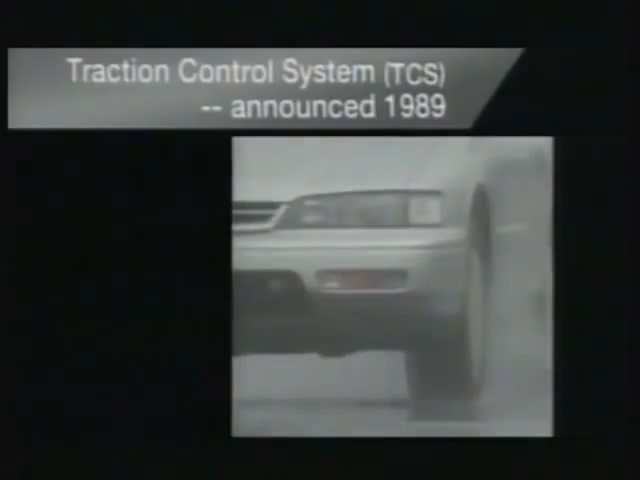 Traction Control System (TCS)
-- announced 1989